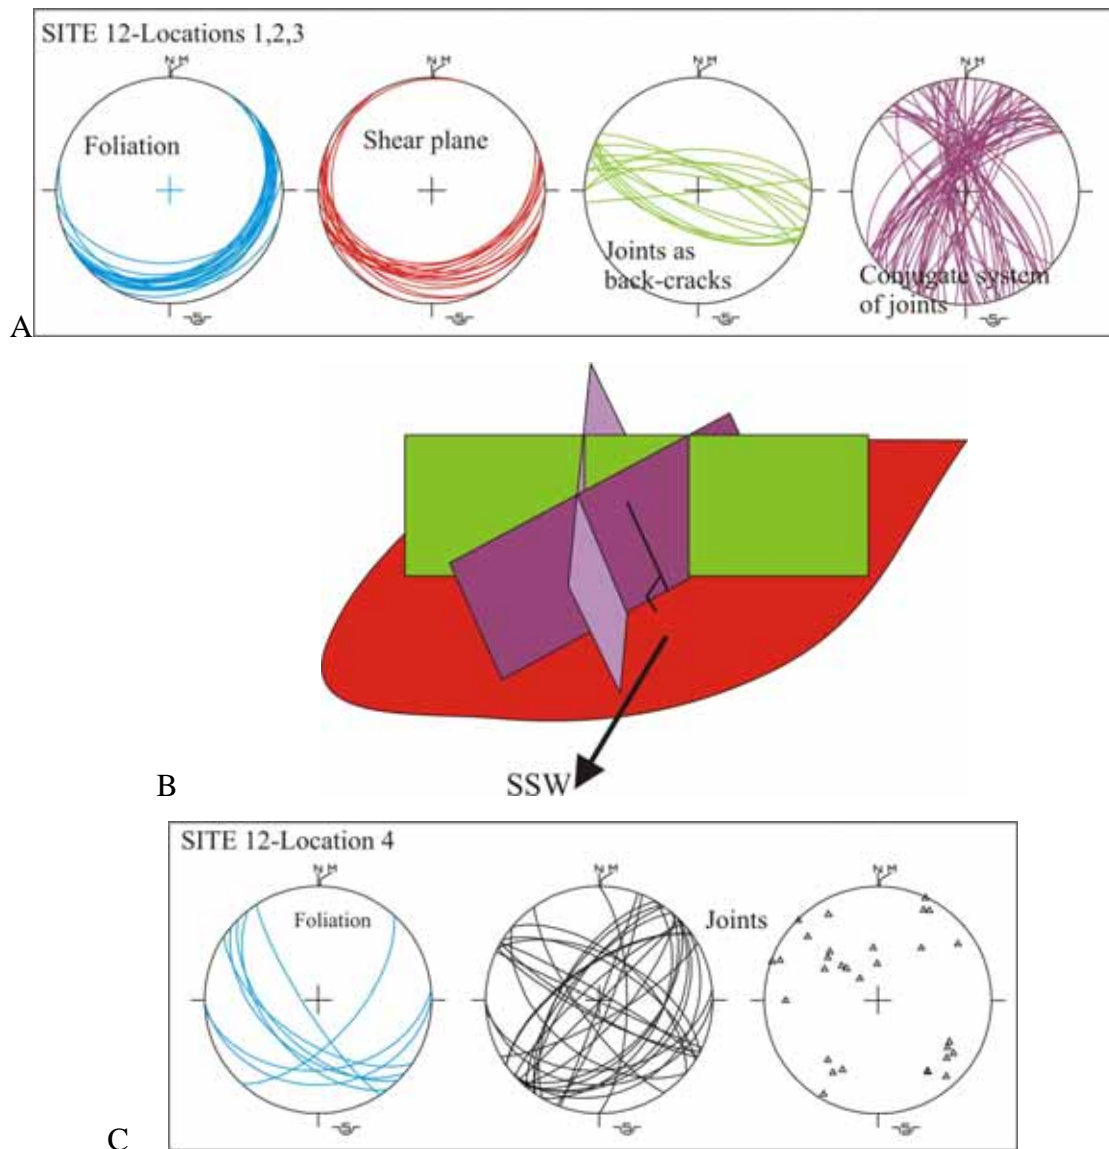 SITE 12-Locations 1,2,3
N M
N M
N M
N M
Foliation
Shear plane
Joints as
back-cracks
Conjugate system
of joints
S
S
S
S
A
SSW
B
SITE 12-Location 4
N M
N M
N M
Foliation
Joints
S
S
S
C